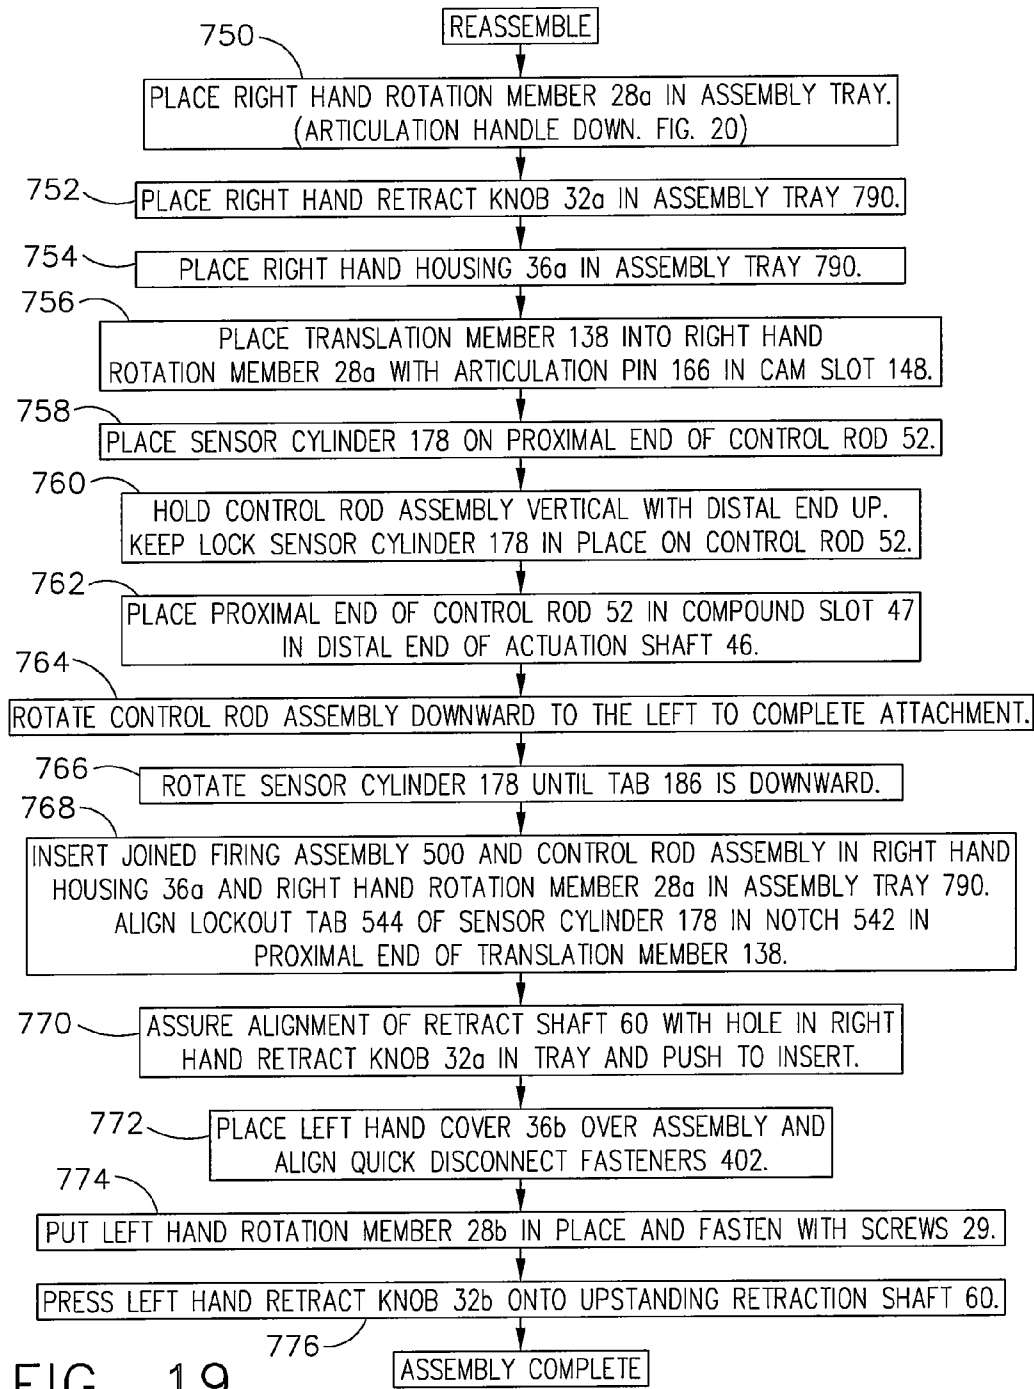 REASSEMBLE
750
PLACE RIGHT HAND ROTATION MEMBER 28a IN ASSEMBLY TRAY.
(ARTICULATION HANDLE DOWN. FIG. 20)
752
PLACE RIGHT HAND RETRACT KNOB 32a IN ASSEMBLY TRAY 790.
754
PLACE RIGHT HAND HOUSING 36a IN ASSEMBLY TRAY 790.
756
PLACE TRANSLATION MEMBER 138 INTO RIGHT HAND
ROTATION MEMBER 28a WITH ARTICULATION PIN 166 IN CAM SLOT 148.
758
PLACE SENSOR CYLINDER 178 ON PROXIMAL END OF CONTROL ROD 52.
760
HOLD CONTROL ROD ASSEMBLY VERTICAL WITH DISTAL END UP.
KEEP LOCK SENSOR CYLINDER 178 IN PLACE ON CONTROL ROD 52.
762
PLACE PROXIMAL END OF CONTROL ROD 52 IN COMPOUND SLOT 47
IN DISTAL END OF ACTUATION SHAFT 46.
764
ROTATE CONTROL ROD ASSEMBLY DOWNWARD TO THE LEFT TO COMPLETE ATTACHMENT.
766
ROTATE SENSOR CYLINDER 178 UNTIL TAB 186 IS DOWNWARD.
768
INSERT JOINED FIRING ASSEMBLY 500 AND CONTROL ROD ASSEMBLY IN RIGHT HAND
HOUSING 36a AND RIGHT HAND ROTATION MEMBER 28a IN ASSEMBLY TRAY 790.
ALIGN LOCKOUT TAB 544 OF SENSOR CYLINDER 178 IN NOTCH 542 IN
PROXIMAL END OF TRANSLATION MEMBER 138.
770
ASSURE ALIGNMENT OF RETRACT SHAFT 60 WITH HOLE IN RIGHT
HAND RETRACT KNOB 32a IN TRAY AND PUSH TO INSERT.
772
PLACE LEFT HAND COVER 36b OVER ASSEMBLY AND
ALIGN QUICK DISCONNECT FASTENERS 402.
774
PUT LEFT HAND ROTATION MEMBER 28b IN PLACE AND FASTEN WITH SCREWS 29.
PRESS LEFT HAND RETRACT KNOB 32b ONTO UPSTANDING RETRACTION SHAFT 60.
776
ASSEMBLY COMPLETE
FIG. 19